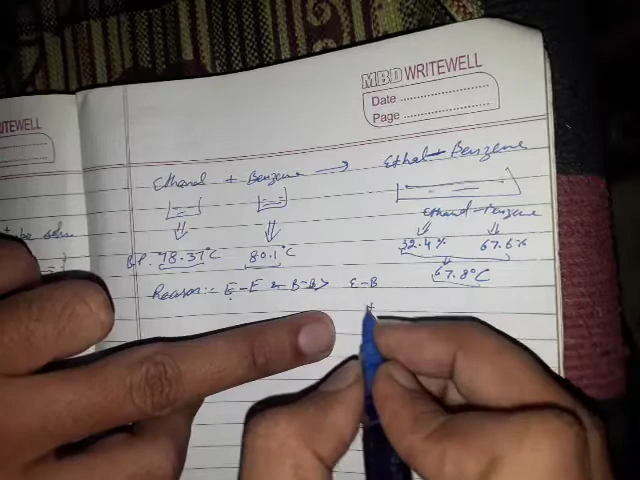 WRITEWELL
MBD WRITEWELL
Date
Page
Ethanol + Benzene → Ethal - Benzene
Ethanol - Benzene
B.P. 78.37°C 80.1°C 32.4% 67.6%
67.8°C
Reason:- E-E & B-B > E-B